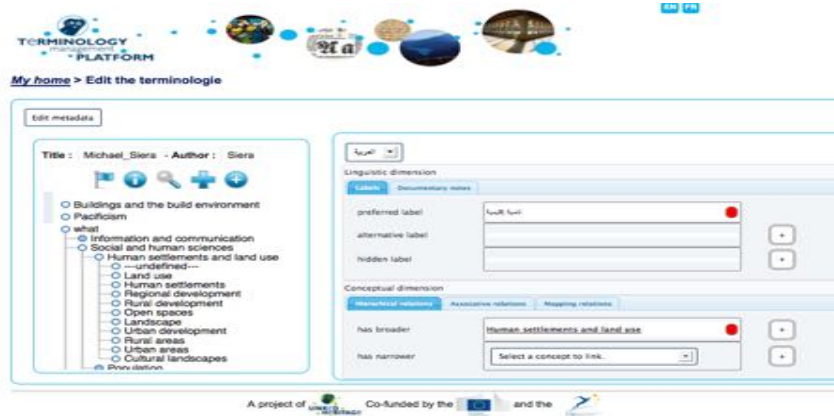 EN FR
TERMINOLOGY
management
PLATFORM
My home > Edit the terminologie
Edit metadata
Title : Michael_Siera - Author : Siera
Buildings and the build environment
Pacificism
what
Information and communication
Social and human sciences
Human settlements and land use
---undefined---
Land use
Human settlements
Regional development
Rural development
Open spaces
Landscape
Urban development
Rural areas
Urban areas
Cultural landscapes
Population
العربية
Linguistic dimension
Labels Documentary notes
preferred label
alternative label +
hidden label +
Conceptual dimension
Hierarchical relations Associative relations Mapping relations
has broader Human settlements and land use +
has narrower Select a concept to link. +
A project of Co-funded by the and the